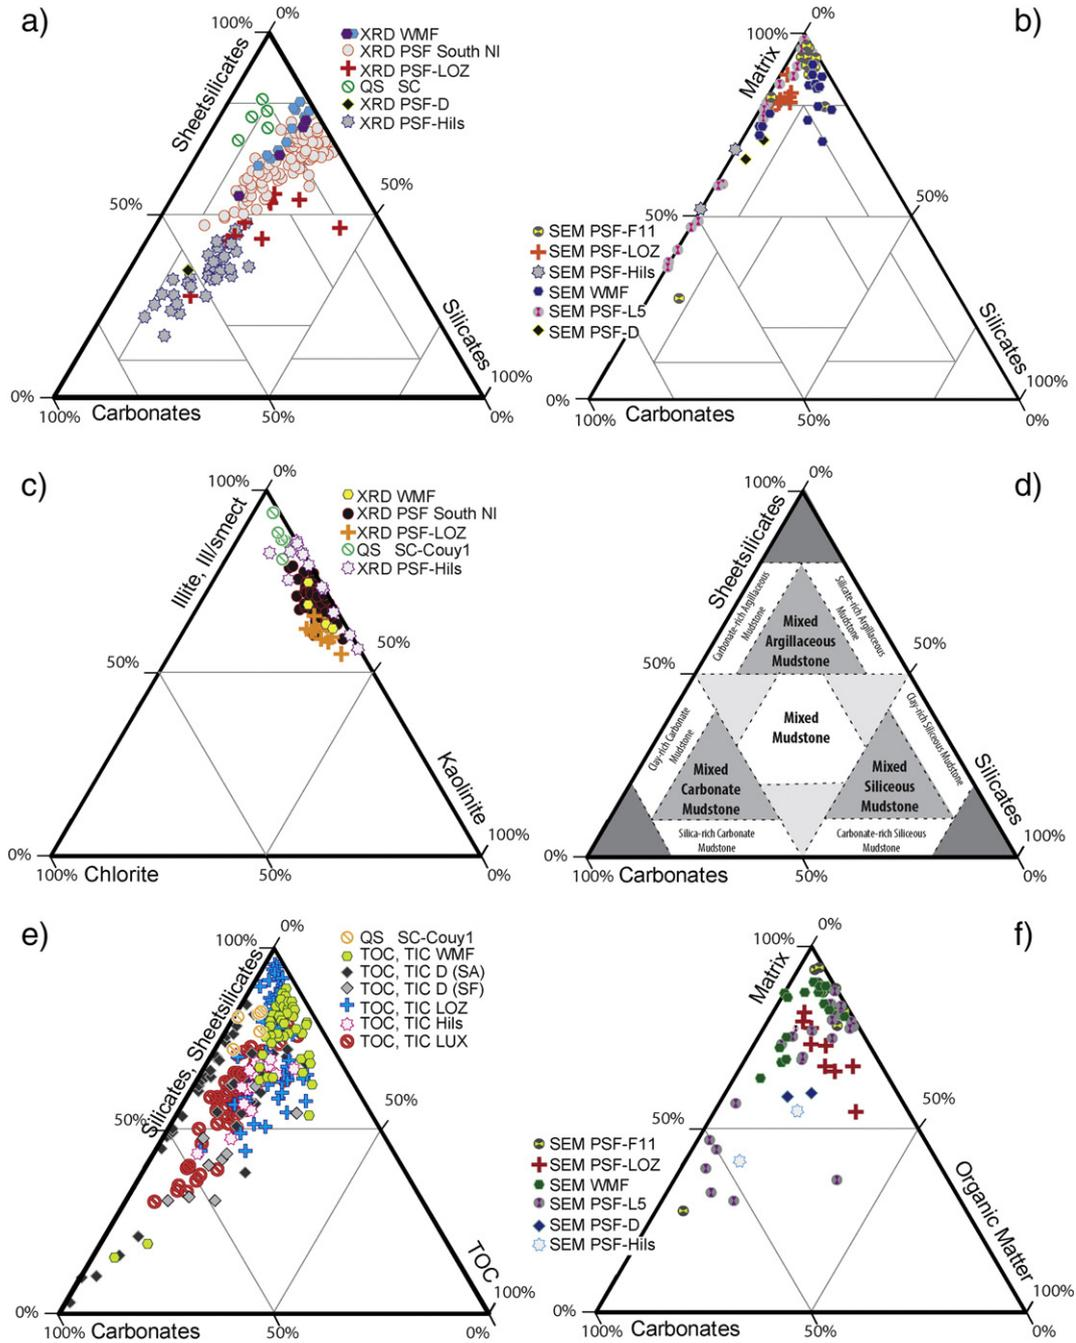 a)
100%
0%
Sheetsilicates
XRD WMF
XRD PSF South NI
XRD PSF-LOZ
QS SC
XRD PSF-D
XRD PSF-Hils
50%
50%
Silicates
0%
100%
Carbonates
100%
50%
0%
b)
0%
100%
Matrix
50%
50%
SEM PSF-F11
SEM PSF-LOZ
SEM PSF-Hils
SEM WMF
SEM PSF-L5
SEM PSF-D
Silicates
0%
100%
Carbonates
100%
50%
0%
c)
0%
100%
Illite, Ill/smect
XRD WMF
XRD PSF South NI
XRD PSF-LOZ
QS SC-Couy1
XRD PSF-Hils
50%
50%
Kaolinite
0%
100%
100%
Chlorite
50%
0%
d)
0%
100%
Sheetsilicates
Carbonate-rich Argillaceous
Mudstone
Mixed
Argillaceous
Mudstone
Silicate-rich Argillaceous
Mudstone
50%
50%
Clay-rich Carbonate
Mudstone
Mixed
Mudstone
Clay-rich Siliceous Mudstone
Mixed
Carbonate
Mudstone
Mixed
Siliceous
Mudstone
Silicates
Silica-rich Carbonate
Mudstone
Carbonate-rich Siliceous
Mudstone
0%
100%
100%
Carbonates
50%
0%
e)
0%
100%
Silicates, Sheetsilicates
QS SC-Couy1
TOC, TIC WMF
TOC, TIC D (SA)
TOC, TIC D (SF)
TOC, TIC LOZ
TOC, TIC Hils
TOC, TIC LUX
50%
50%
TOC
0%
100%
100%
Carbonates
50%
0%
f)
0%
100%
Matrix
50%
50%
SEM PSF-F11
SEM PSF-LOZ
SEM WMF
SEM PSF-L5
SEM PSF-D
SEM PSF-Hils
Organic Matter
0%
100%
100%
Carbonates
50%
0%